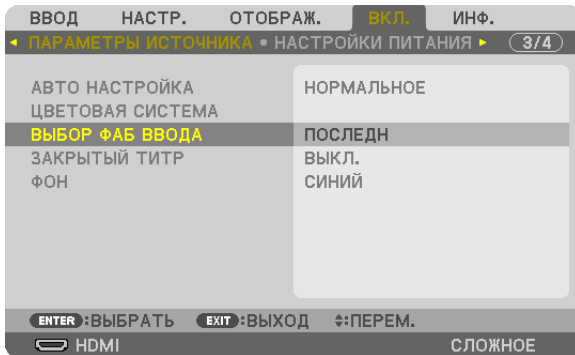 ВВОД НАСТР. ОТОБРАЖ. ВКЛ. ИНФ.
ПАРАМЕТРЫ ИСТОЧНИКА • НАСТРОЙКИ ПИТАНИЯ 3/4
АВТО НАСТРОЙКА НОРМАЛЬНОЕ
ЦВЕТОВАЯ СИСТЕМА
ВЫБОР ФАБ ВВОДА ПОСЛЕДН
ЗАКРЫТЫЙ ТИТР ВЫКЛ.
ФОН СИНИЙ
ENTER :ВЫБРАТЬ EXIT :ВЫХОД :ПЕРЕМ.
HDMI СЛОЖНОЕ